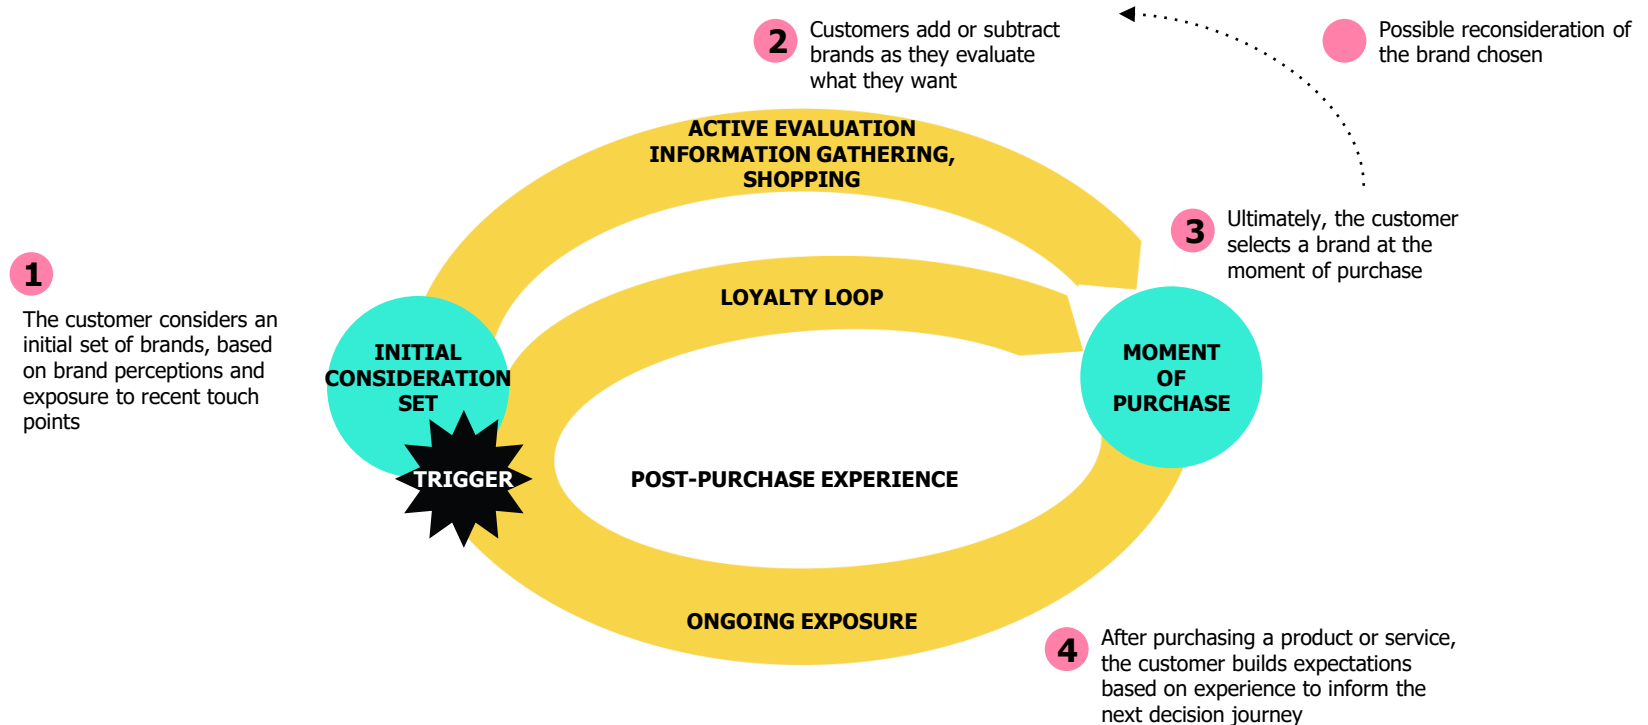 2
Customers add or subtract
brands as they evaluate
what they want
Possible reconsideration of
the brand chosen
ACTIVE EVALUATION
INFORMATION GATHERING,
SHOPPING
3
Ultimately, the customer
selects a brand at the
moment of purchase
1
The customer considers an
initial set of brands, based
on brand perceptions and
exposure to recent touch
points
LOYALTY LOOP
INITIAL
CONSIDERATION
SET
MOMENT
OF
PURCHASE
TRIGGER
POST-PURCHASE EXPERIENCE
ONGOING EXPOSURE
4
After purchasing a product or service,
the customer builds expectations
based on experience to inform the
next decision journey